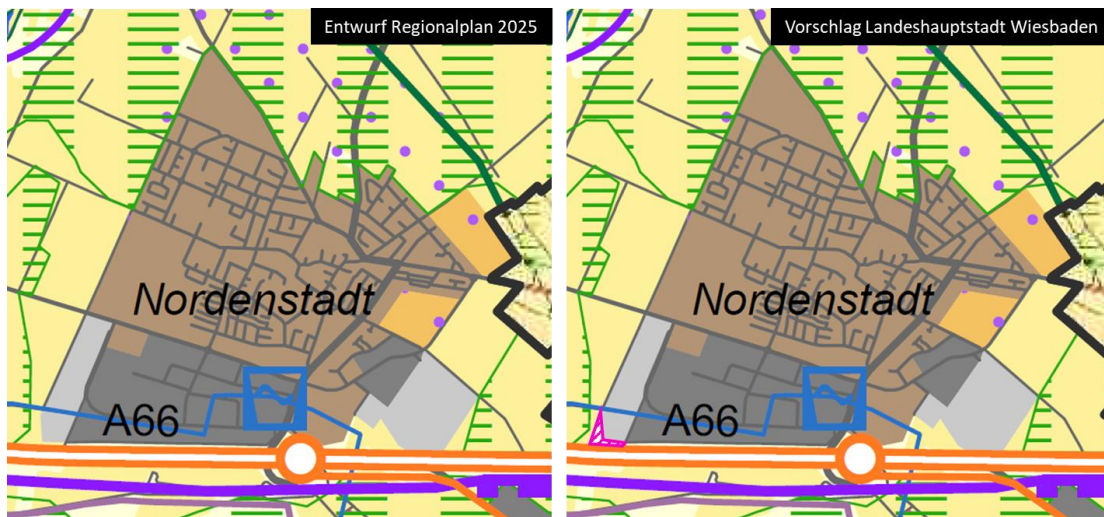 Entwurf Regionalplan 2025
Nordenstadt
A66
Vorschlag Landeshauptstadt Wiesbaden
Nordenstadt
A66